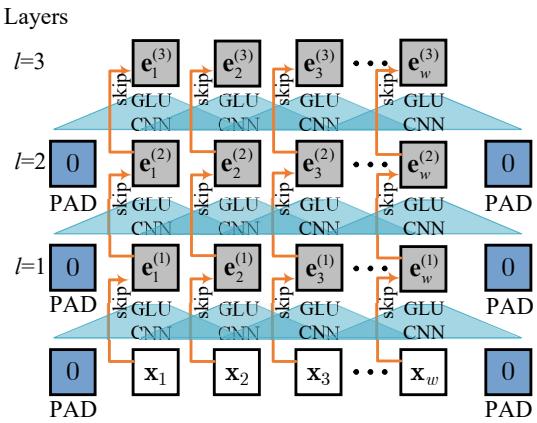 Layers
l=3 e₁⁽³⁾ e₂⁽³⁾ e₃⁽³⁾ ••• e_w⁽³⁾
skip skip skip skip
GLU GLU GLU GLU
CNN CNN CNN CNN
l=2 0 e₁⁽²⁾ e₂⁽²⁾ e₃⁽²⁾ ••• e_w⁽²⁾ 0
PAD PAD
skip skip skip skip
GLU GLU GLU GLU
CNN CNN CNN CNN
l=1 0 e₁⁽¹⁾ e₂⁽¹⁾ e₃⁽¹⁾ ••• e_w⁽¹⁾ 0
PAD PAD
skip skip skip skip
GLU GLU GLU GLU
CNN CNN CNN CNN
0 x₁ x₂ x₃ ••• x_w 0
PAD PAD